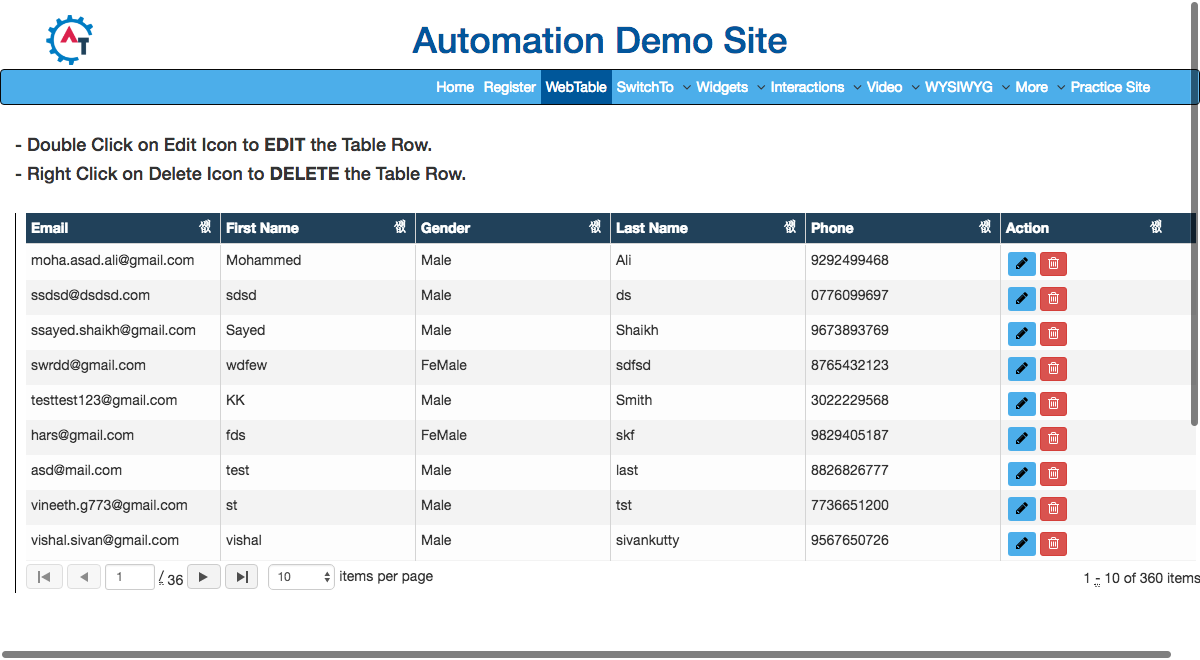 AT
Automation Demo Site
Home Register WebTable SwitchTo Widgets Interactions Video WYSIWYG More Practice Site
- Double Click on Edit Icon to EDIT the Table Row.
- Right Click on Delete Icon to DELETE the Table Row.
Email First Name Gender Last Name Phone Action
moha.asad.ali@gmail.com Mohammed Male Ali 9292499468
ssdsd@dsdsd.com sdsd Male ds 0776099697
ssayed.shaikh@gmail.com Sayed Male Shaikh 9673893769
swrdd@gmail.com wdfew FeMale sdfsd 8765432123
testtest123@gmail.com KK Male Smith 3022229568
hars@gmail.com fds FeMale skf 9829405187
asd@mail.com test Male last 8826826777
vineeth.g773@gmail.com st Male tst 7736651200
vishal.sivan@gmail.com vishal Male sivankutty 9567650726
1 / 36 10 items per page 1 - 10 of 360 items